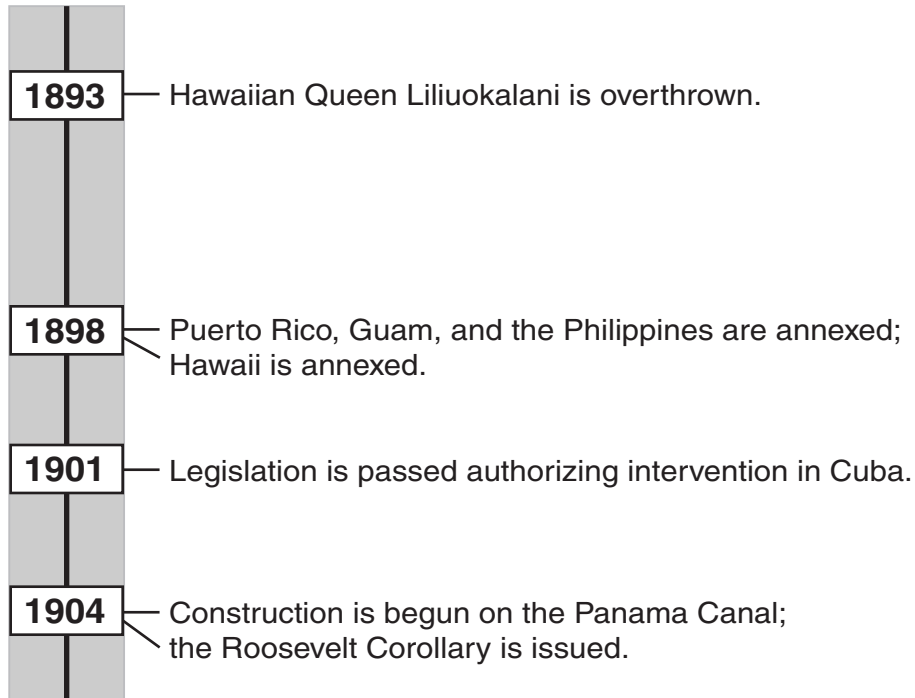 1893 Hawaiian Queen Liliuokalani is overthrown.
1898 Puerto Rico, Guam, and the Philippines are annexed;
Hawaii is annexed.
1901 Legislation is passed authorizing intervention in Cuba.
1904 Construction is begun on the Panama Canal;
the Roosevelt Corollary is issued.